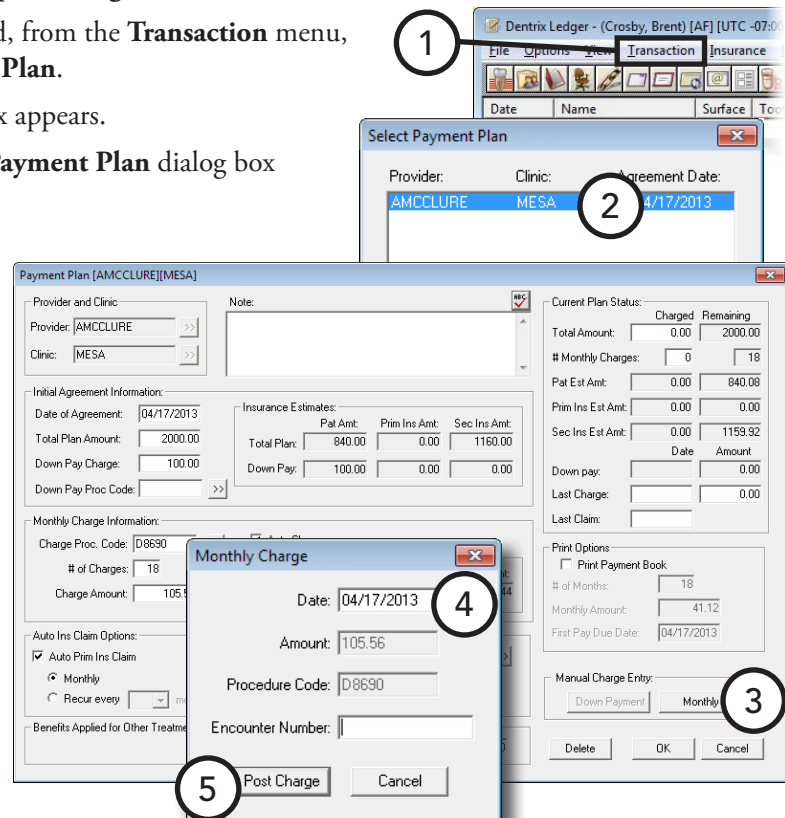 d, from the Transaction menu,
Plan.
x appears.
Payment Plan dialog box
1
Dentrix Ledger - (Crosby, Brent) [AF] [UTC -07:00
File Options View Transaction Insurance
Date Name Surface Too
Select Payment Plan
Provider: Clinic: Agreement Date:
AMCCLURE MESA 2 4/17/2013
Payment Plan [AMCCLURE][MESA]
Provider and Clinic
Provider: AMCCLURE >>
Clinic: MESA >>
Note:
ABC
Current Plan Status:
Charged Remaining
Total Amount: 0.00 2000.00
# Monthly Charges: 0 18
Pat Est Amt: 0.00 840.08
Prim Ins Est Amt: 0.00 0.00
Sec Ins Est Amt: 0.00 1159.92
Date Amount
Down pay: 0.00
Last Charge: 0.00
Last Claim:
Initial Agreement Information:
Date of Agreement: 04/17/2013
Total Plan Amount: 2000.00
Down Pay Charge: 100.00
Down Pay Proc Code: >>
Insurance Estimates:
Pat Amt: Prim Ins Amt: Sec Ins Amt:
Total Plan: 840.00 0.00 1160.00
Down Pay: 100.00 0.00 0.00
Monthly Charge Information:
Charge Proc. Code: D8690
# of Charges: 18
Charge Amount: 105.5
44
Auto Ins Claim Options:
Auto Prim Ins Claim
Monthly
Recur every
Benefits Applied for Other Treatme
Monthly Charge
Date: 04/17/2013 4
Amount: 105.56
Procedure Code: D8690
Encounter Number:
5 Post Charge Cancel
Print Options
Print Payment Book
# of Months: 18
Monthly Amount: 41.12
First Pay Due Date: 04/17/2013
Manual Charge Entry:
Down Payment Monthly 3
Delete OK Cancel